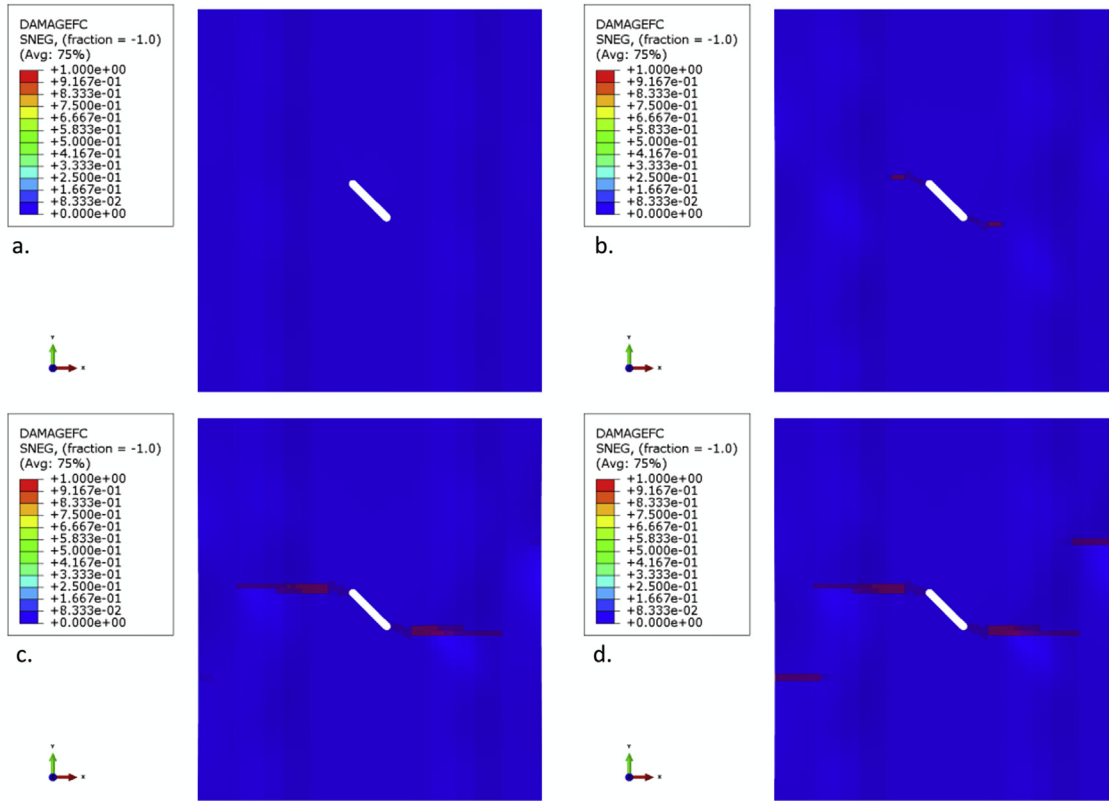 DAMAGEFC
SNEG, (fraction = -1.0)
(Avg: 75%)
+1.000e+00
+9.167e-01
+8.333e-01
+7.500e-01
+6.667e-01
+5.833e-01
+5.000e-01
+4.167e-01
+3.333e-01
+2.500e-01
+1.667e-01
+8.333e-02
+0.000e+00
a.
Y
X
DAMAGEFC
SNEG, (fraction = -1.0)
(Avg: 75%)
+1.000e+00
+9.167e-01
+8.333e-01
+7.500e-01
+6.667e-01
+5.833e-01
+5.000e-01
+4.167e-01
+3.333e-01
+2.500e-01
+1.667e-01
+8.333e-02
+0.000e+00
b.
Y
X
DAMAGEFC
SNEG, (fraction = -1.0)
(Avg: 75%)
+1.000e+00
+9.167e-01
+8.333e-01
+7.500e-01
+6.667e-01
+5.833e-01
+5.000e-01
+4.167e-01
+3.333e-01
+2.500e-01
+1.667e-01
+8.333e-02
+0.000e+00
c.
Y
X
DAMAGEFC
SNEG, (fraction = -1.0)
(Avg: 75%)
+1.000e+00
+9.167e-01
+8.333e-01
+7.500e-01
+6.667e-01
+5.833e-01
+5.000e-01
+4.167e-01
+3.333e-01
+2.500e-01
+1.667e-01
+8.333e-02
+0.000e+00
d.
Y
X